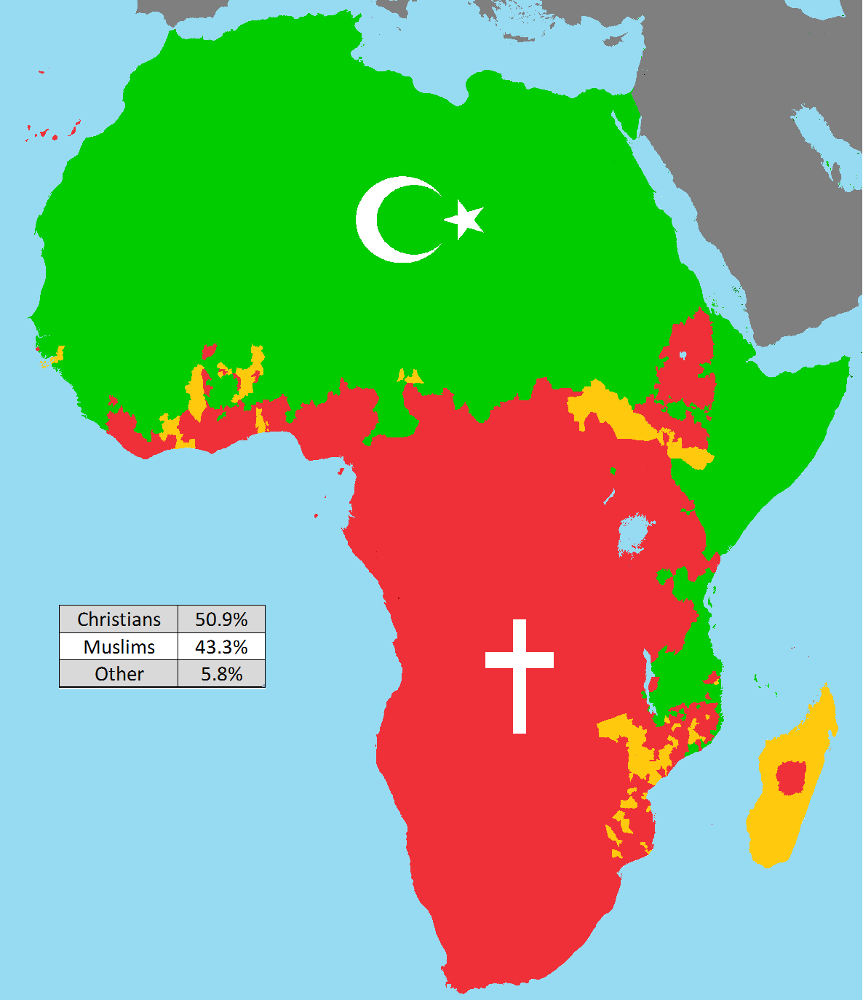 Christians 50.9%
Muslims 43.3%
Other 5.8%